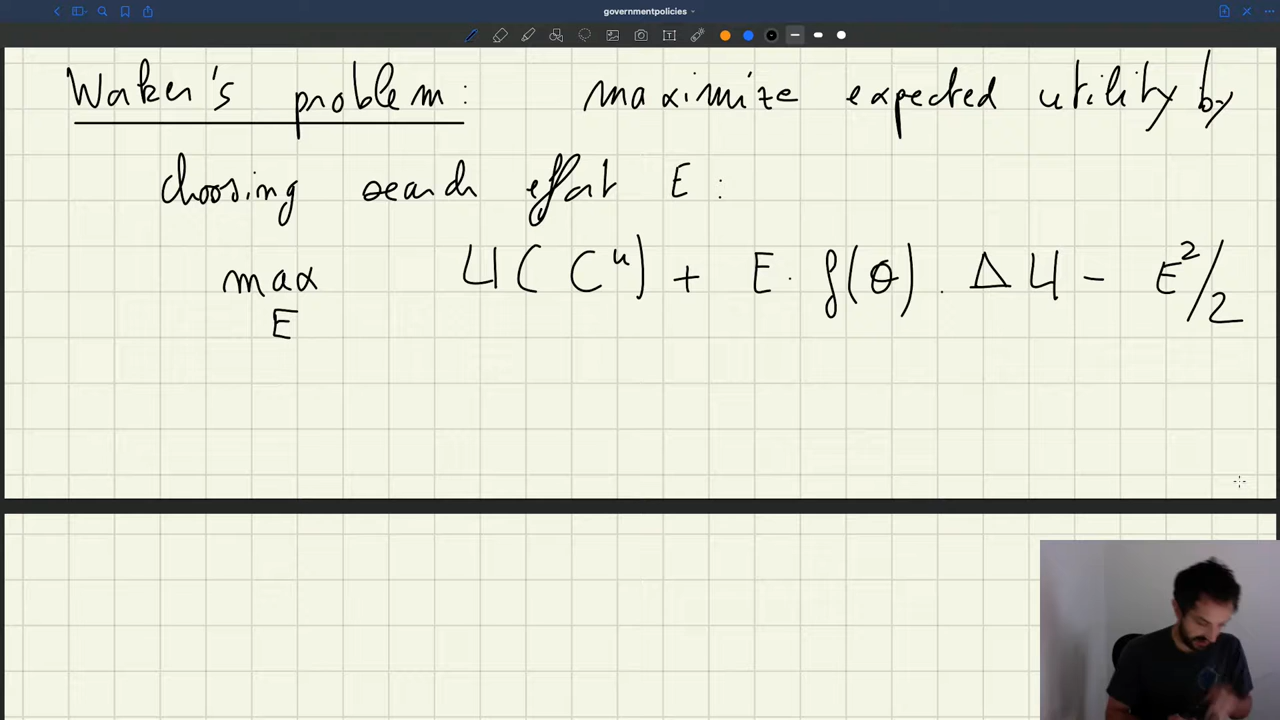 governmentpolicies
Worker's problem: maximize expected utility by
choosing search effort E:
max U(C^u) + E · f(θ) · ΔU − E²/2
E